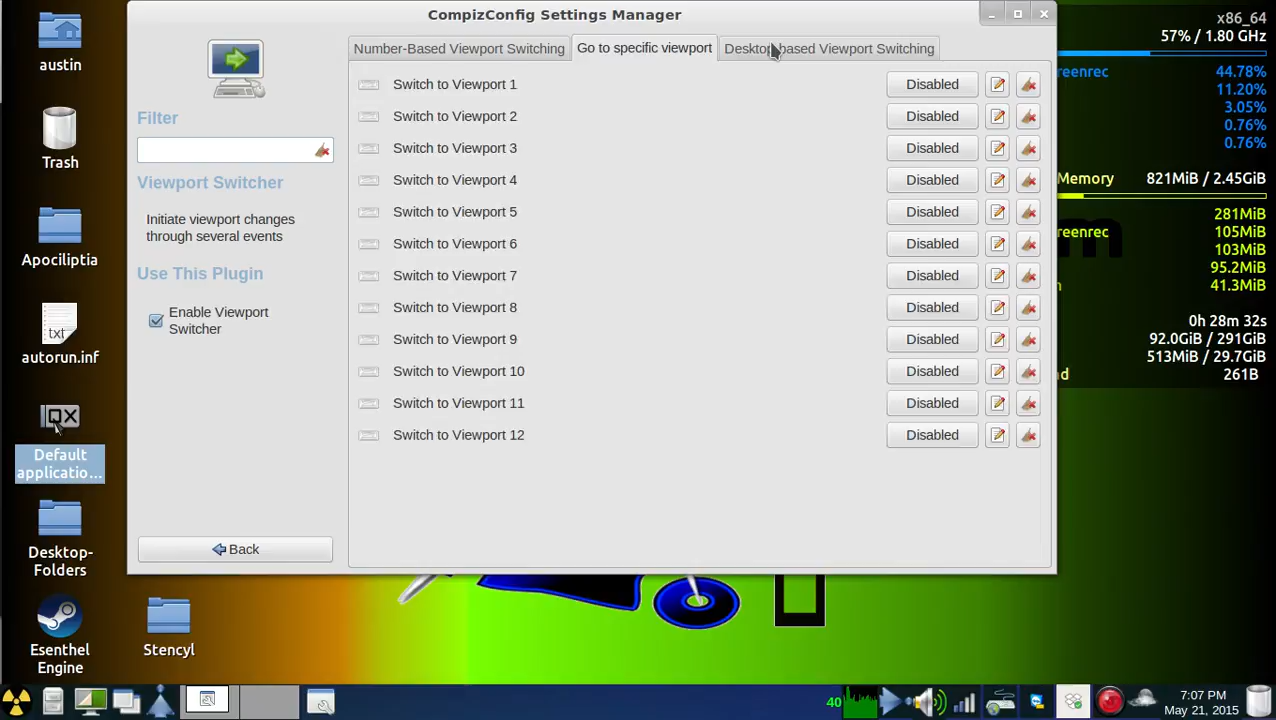 CompizConfig Settings Manager
Number-Based Viewport Switching
Go to specific viewport
Desktop-based Viewport Switching
Filter
Viewport Switcher
Initiate viewport changes
through several events
Use This Plugin
Enable Viewport
Switcher
Back
Switch to Viewport 1
Disabled
Switch to Viewport 2
Disabled
Switch to Viewport 3
Disabled
Switch to Viewport 4
Disabled
Switch to Viewport 5
Disabled
Switch to Viewport 6
Disabled
Switch to Viewport 7
Disabled
Switch to Viewport 8
Disabled
Switch to Viewport 9
Disabled
Switch to Viewport 10
Disabled
Switch to Viewport 11
Disabled
Switch to Viewport 12
Disabled
austin
Trash
Apociliptia
txt
autorun.inf
QX
Default
applicatio...
Desktop-
Folders
Esenthel
Engine
Stencyl
x86_64
57% / 1.80 GHz
eenrec 44.78%
11.20%
3.05%
0.76%
0.76%
Memory 821MiB / 2.45GiB
281MiB
eenrec 105MiB
103MiB
95.2MiB
41.3MiB
0h 28m 32s
92.0GiB / 291GiB
513MiB / 29.7GiB
d 261B
40
7:07 PM
May 21, 2015